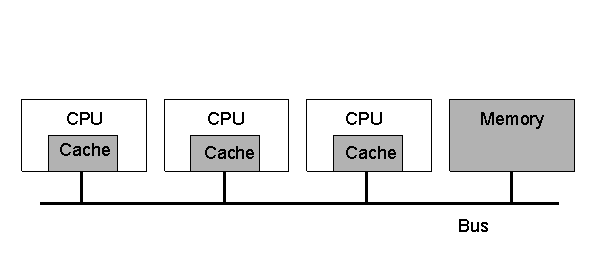 CPU
Cache
CPU
Cache
CPU
Cache
Memory
Bus